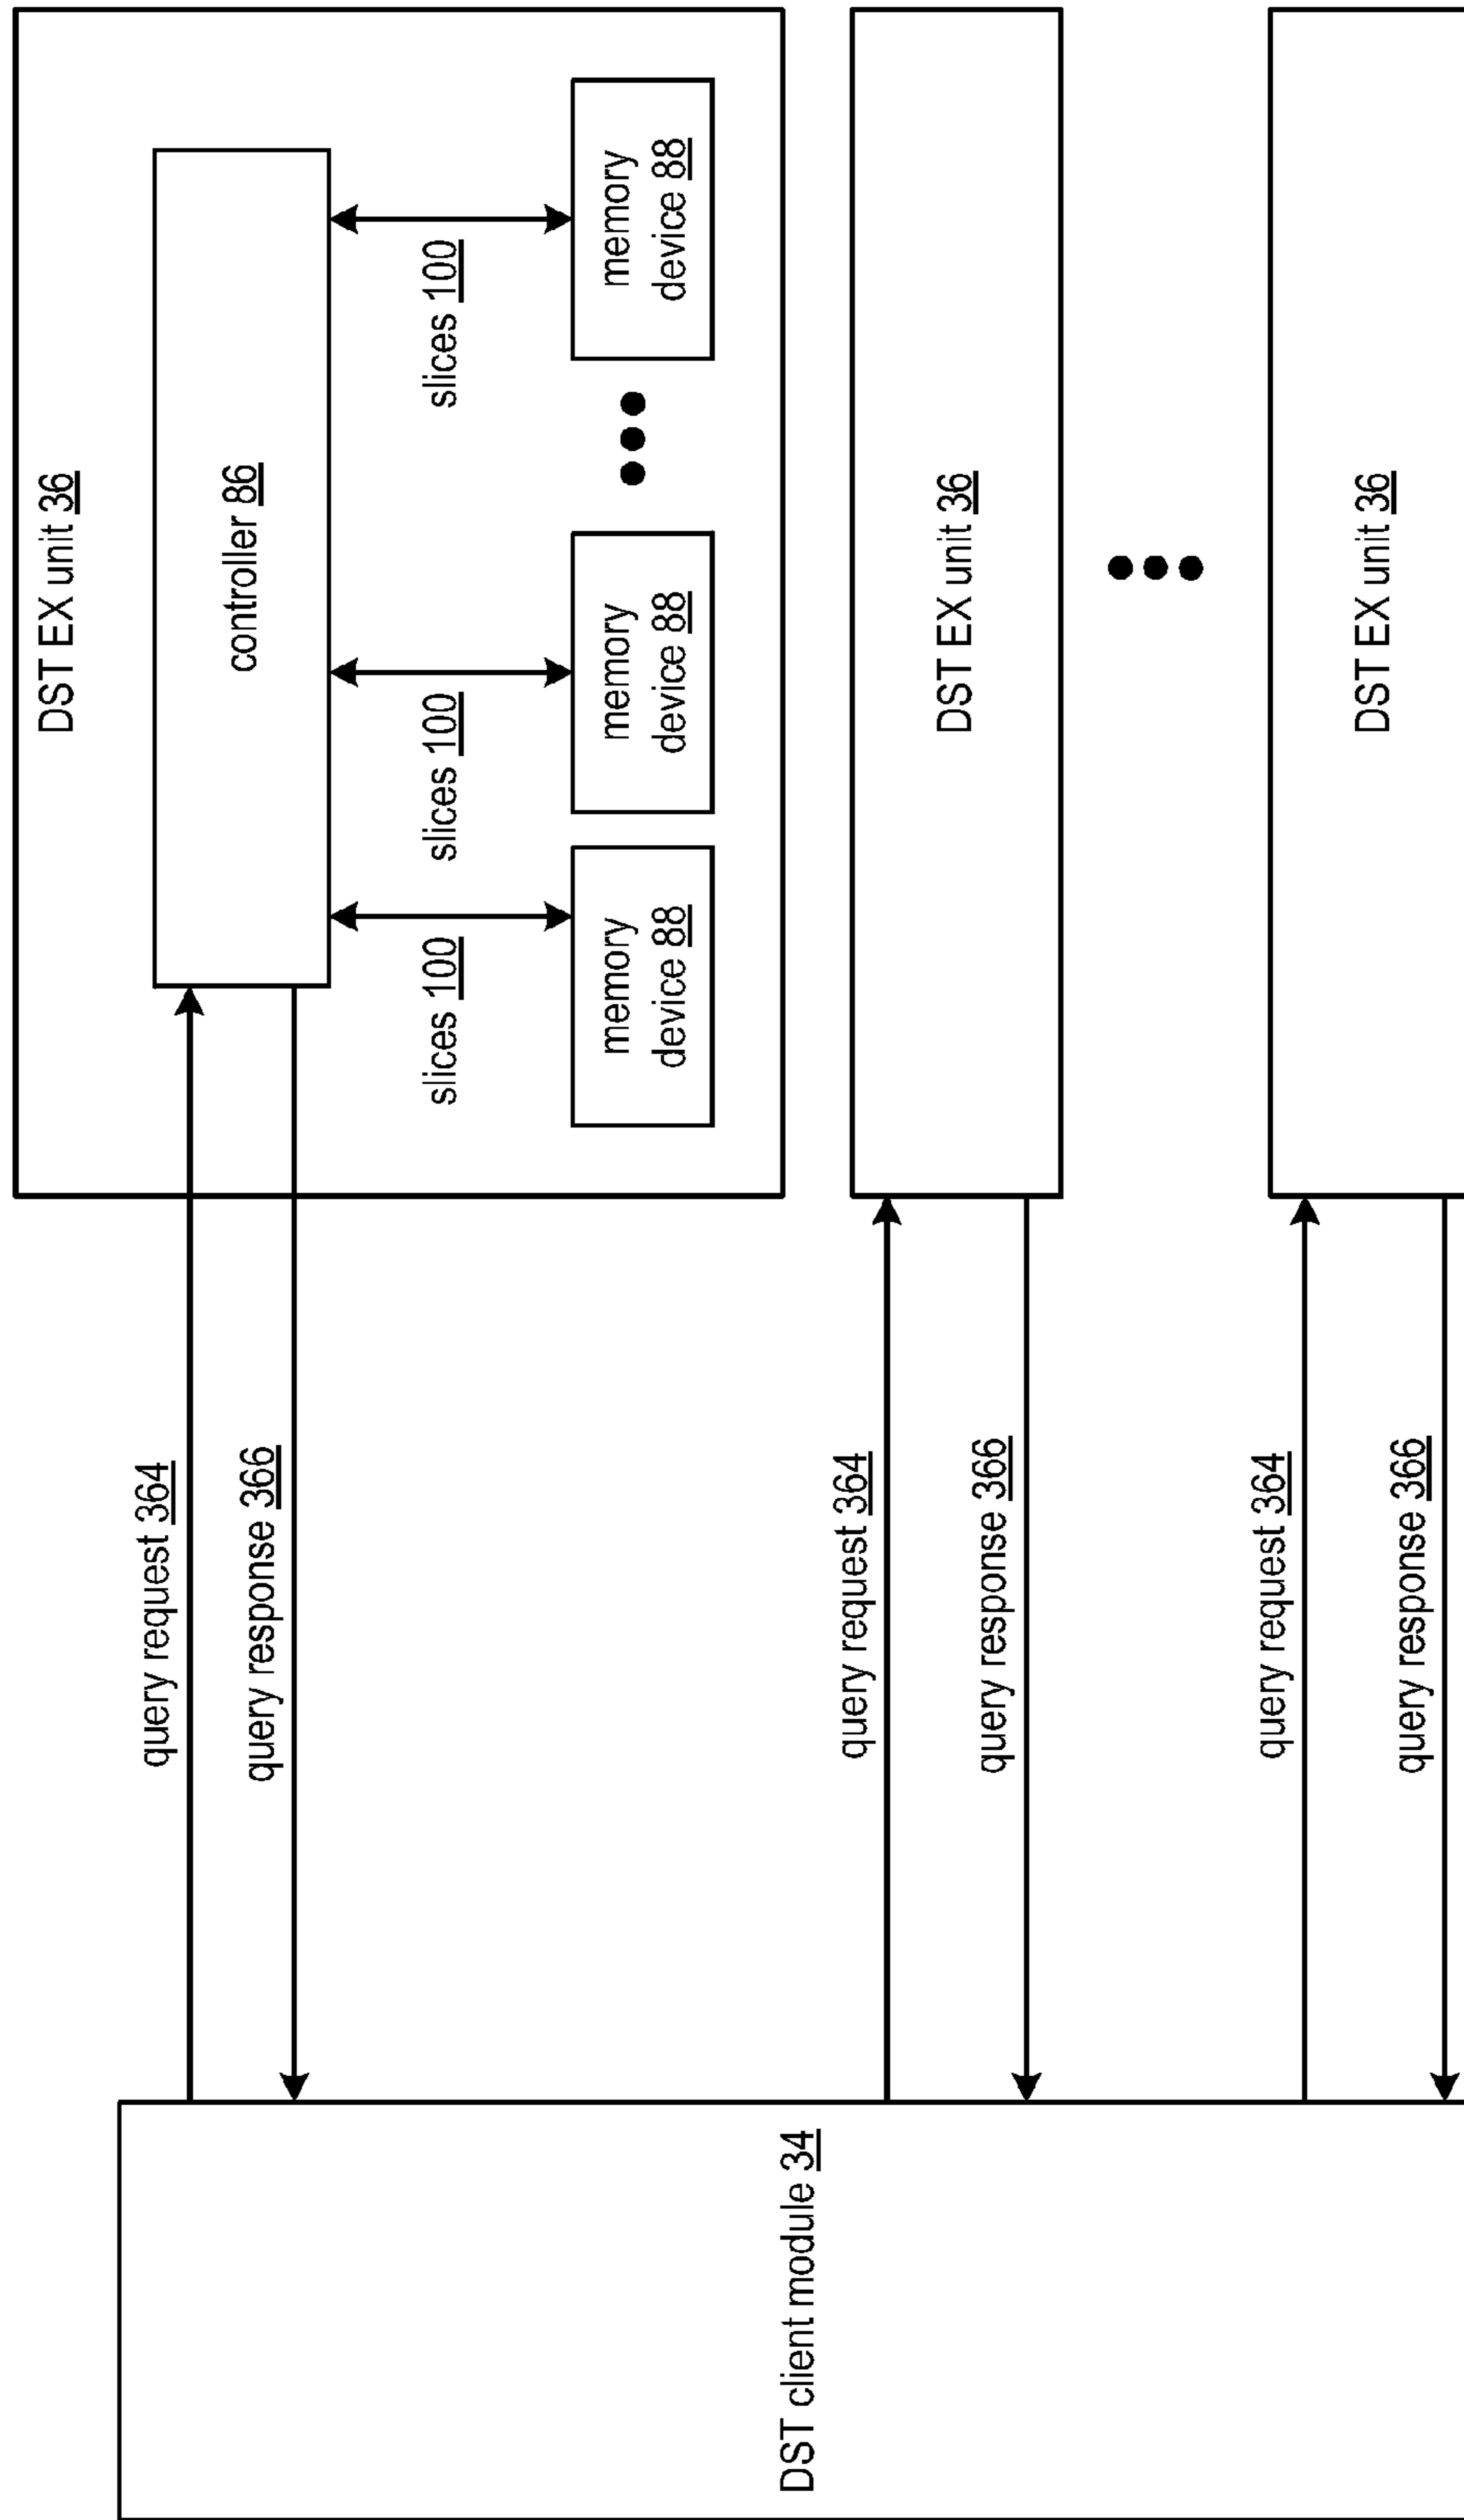 DST client module 34
query request 364
query response 366
query request 364
query response 366
query request 364
query response 366
DST EX unit 36
controller 86
slices 100
slices 100
slices 100
memory
device 88
memory
device 88
memory
device 88
DST EX unit 36
DST EX unit 36